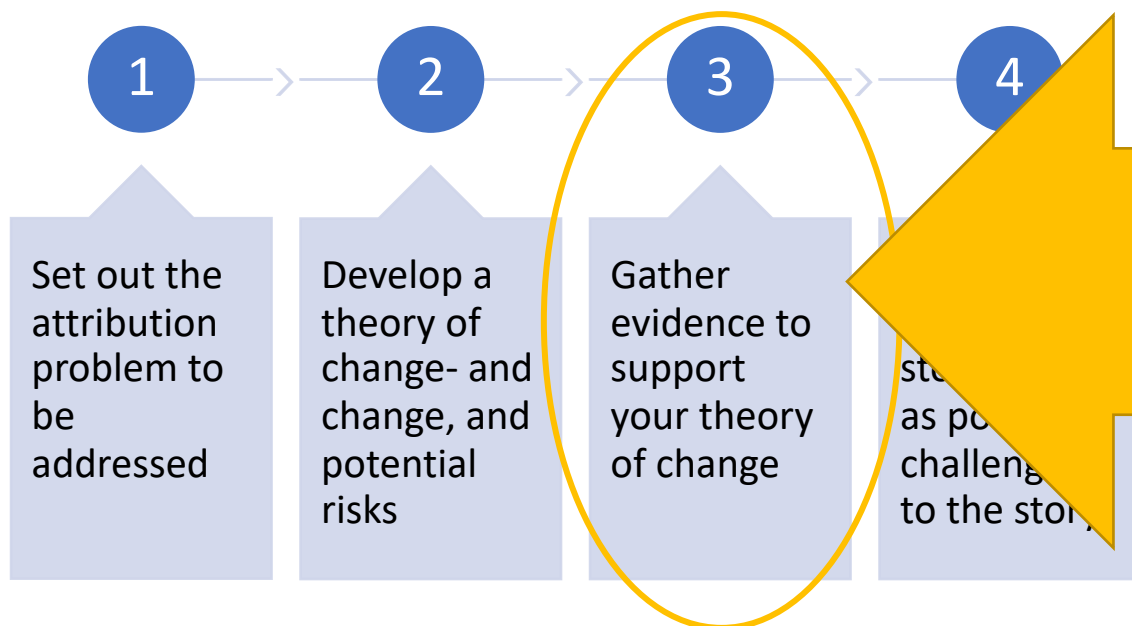 1
2
3
4
Set out the
attribution
problem to
be
addressed
Develop a
theory of
change- and
change, and
potential
risks
Gather
evidence to
support
your theory
of change
as
to the